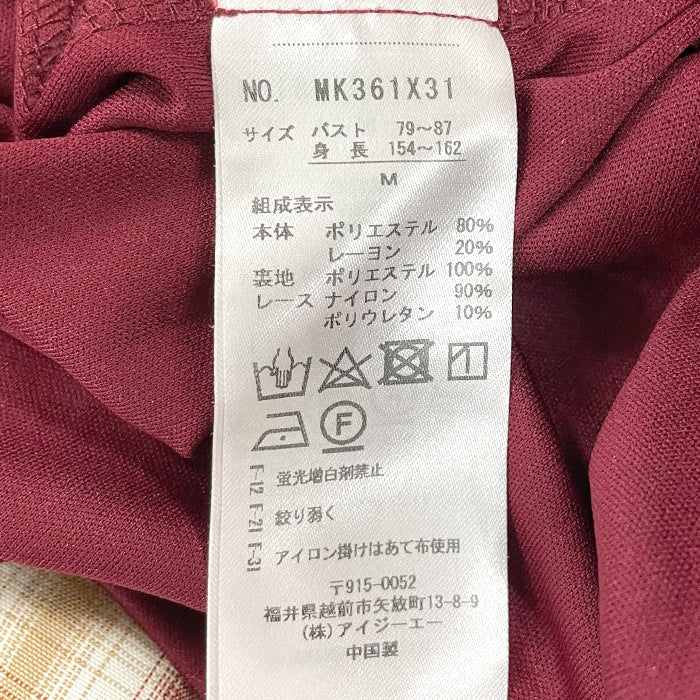 NO. MK361X31
サイズ バスト 79〜87
身長 154〜162
M
組成表示
本体 ポリエステル 80%
レーヨン 20%
裏地 ポリエステル 100%
レース ナイロン 90%
ポリウレタン 10%
F
F-12 蛍光増白剤禁止
F-21 絞り弱く
F-31 アイロン掛けはあて布使用
〒915-0052
福井県越前市矢放町13-8-9
(株)アイジーエー
中国製